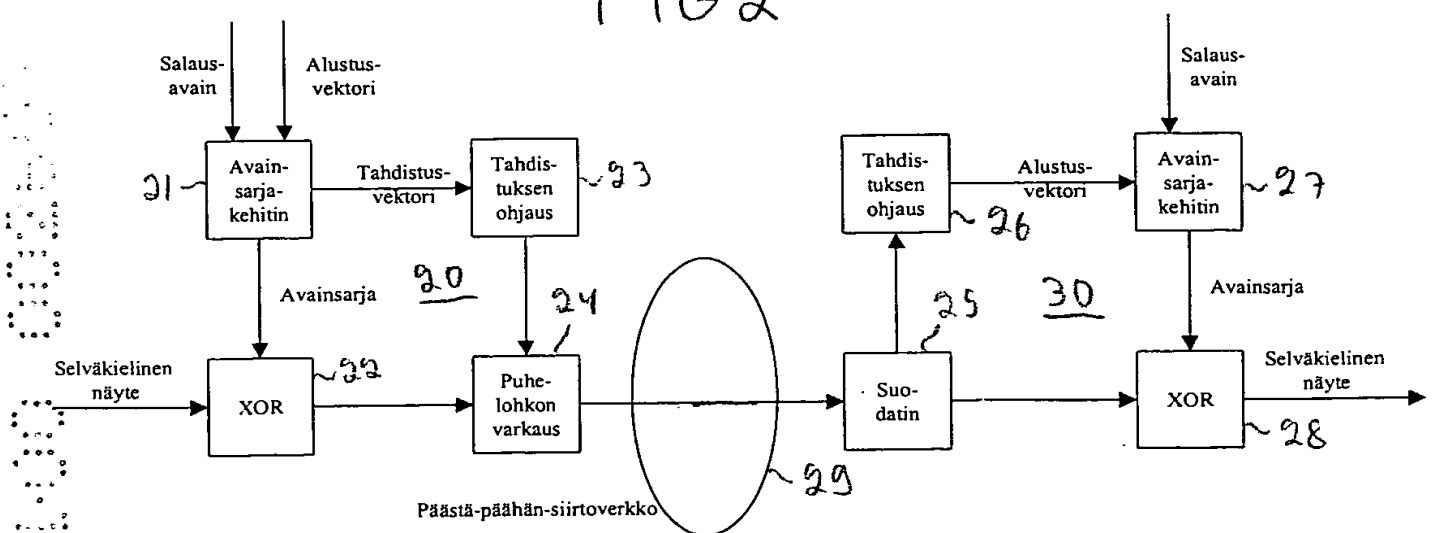 FIG 2
Salaus-
avain
Alustus-
vektori
Avain-
sarja-
kehitin
21
Tahdistus-
vektori
Tahdis-
tuksen
ohjaus
23
Avainsarja
20
24
Selväkielinen
näyte
XOR
22
Puhe-
lohkon
varkaus
Päästä-päähän-siirtoverkko
29
Salaus-
avain
Tahdis-
tuksen
ohjaus
26
Alustus-
vektori
Avain-
sarja-
kehitin
27
25
30
Avainsarja
Suo-
datin
XOR
28
Selväkielinen
näyte